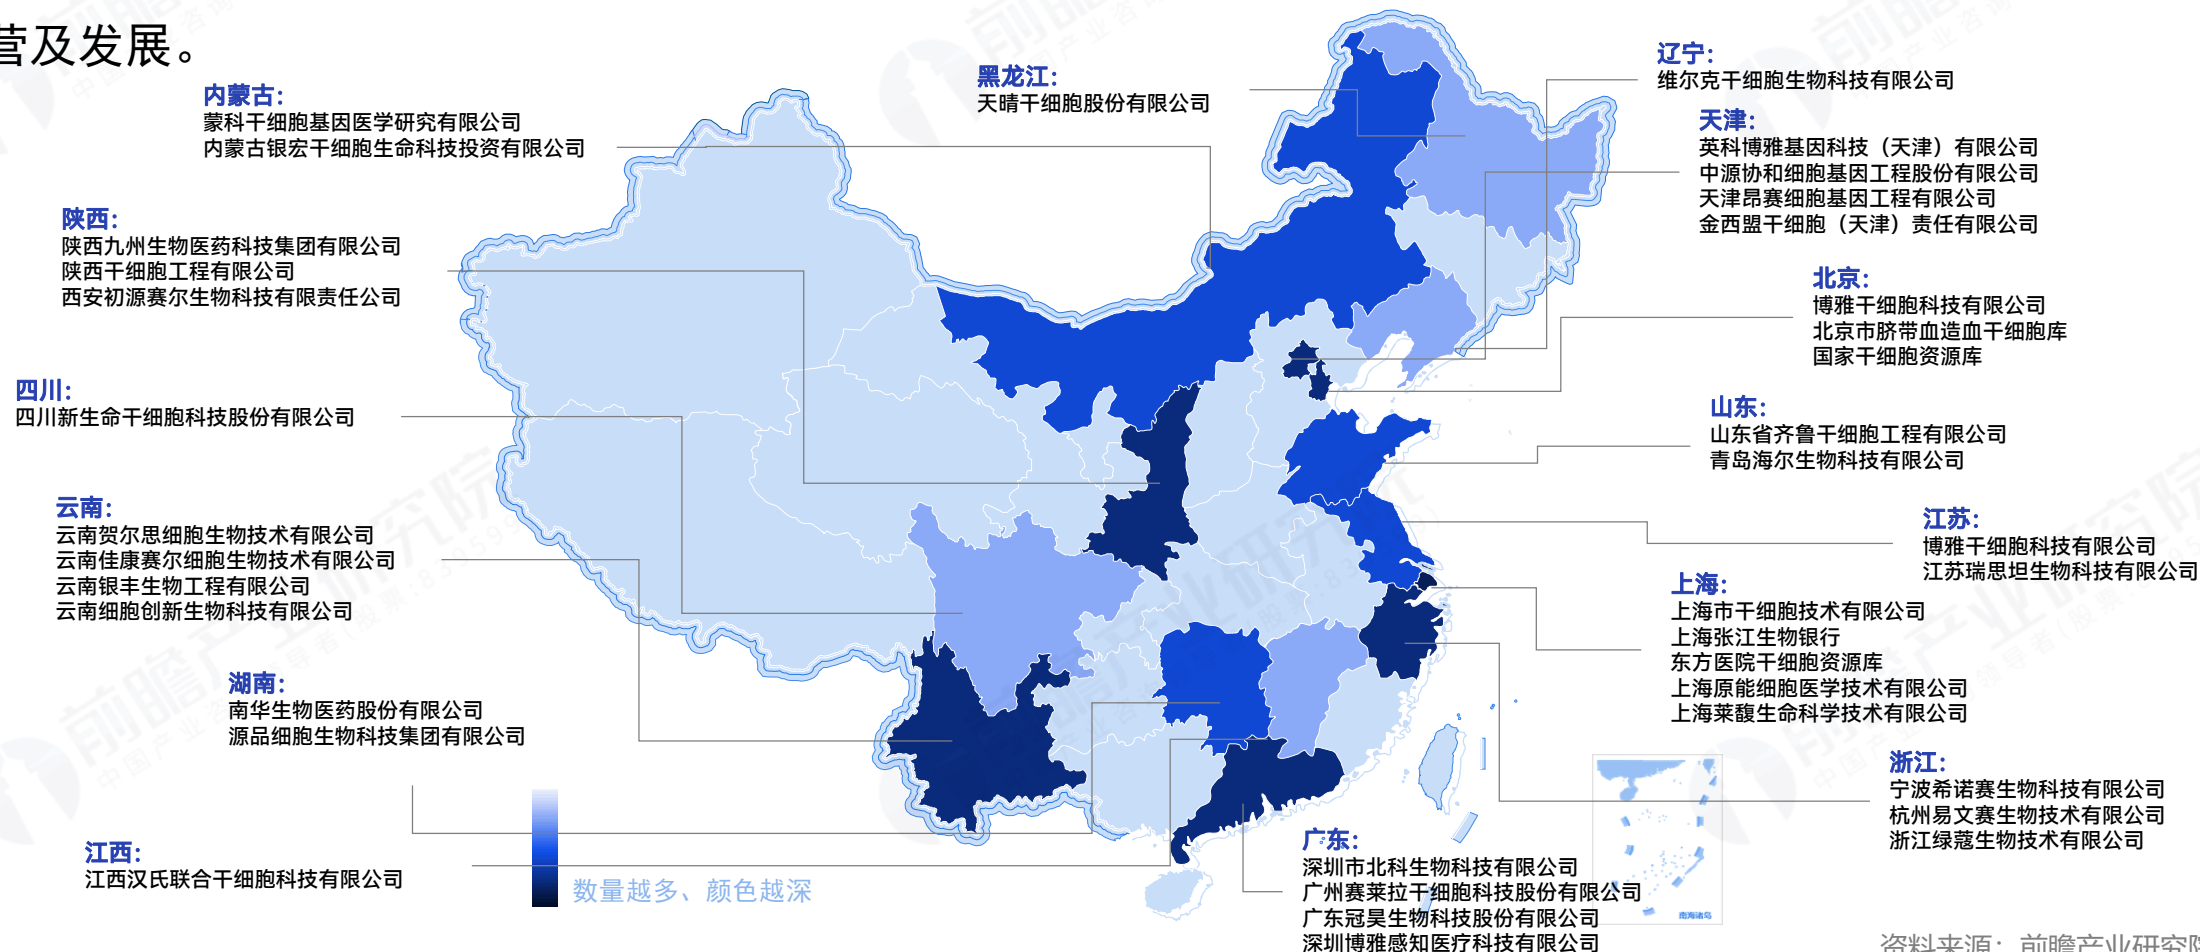 营及发展。
内蒙古：
蒙科干细胞基因医学研究有限公司
内蒙古银宏干细胞生命科技投资有限公司
黑龙江：
天晴干细胞股份有限公司
辽宁：
维尔克干细胞生物科技有限公司
天津：
英科博雅基因科技（天津）有限公司
中源协和细胞基因工程股份有限公司
天津昂赛细胞基因工程有限公司
金西盟干细胞（天津）责任有限公司
陕西：
陕西九州生物医药科技集团有限公司
陕西干细胞工程有限公司
西安初源赛尔生物科技有限责任公司
北京：
博雅干细胞科技有限公司
北京市脐带血造血干细胞库
国家干细胞资源库
四川：
四川新生命干细胞科技股份有限公司
山东：
山东省齐鲁干细胞工程有限公司
青岛海尔生物科技有限公司
云南：
云南贺尔思细胞生物技术有限公司
云南佳康赛尔细胞生物技术有限公司
云南银丰生物工程有限公司
云南细胞创新生物科技有限公司
江苏：
博雅干细胞科技有限公司
江苏瑞思坦生物科技有限公司
上海：
上海市干细胞技术有限公司
上海张江生物银行
东方医院干细胞资源库
上海原能细胞医学技术有限公司
上海莱馥生命科学技术有限公司
湖南：
南华生物医药股份有限公司
源品细胞生物科技集团有限公司
浙江：
宁波希诺赛生物科技有限公司
杭州易文赛生物技术有限公司
浙江绿蔻生物技术有限公司
江西：
江西汉氏联合干细胞科技有限公司
数量越多、颜色越深
广东：
深圳市北科生物科技有限公司
广州赛莱拉干细胞科技股份有限公司
广东冠昊生物科技股份有限公司
深圳博雅感知医疗科技有限公司
南海诸岛
资料来源：前瞻产业研究院
前瞻产业研究院